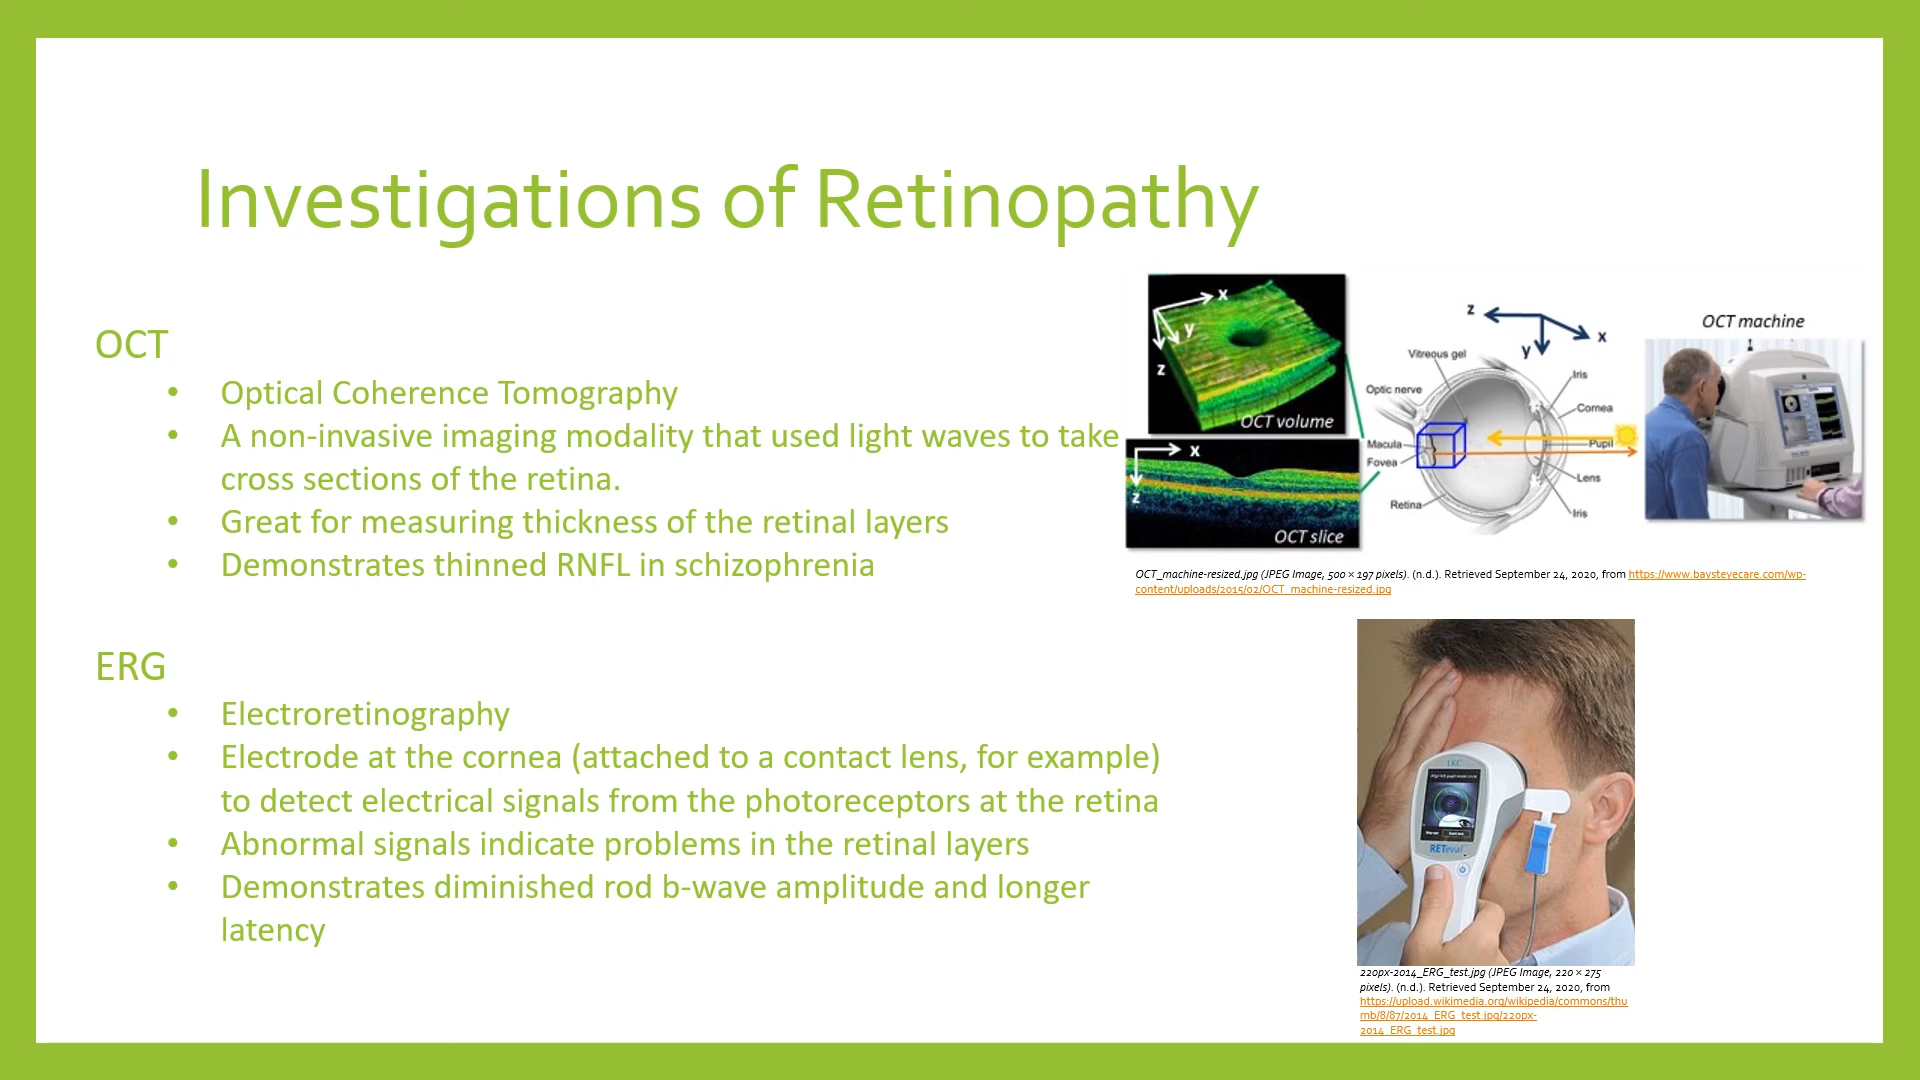 Investigations of Retinopathy
OCT
• Optical Coherence Tomography
• A non-invasive imaging modality that used light waves to take
cross sections of the retina.
• Great for measuring thickness of the retinal layers
• Demonstrates thinned RNFL in schizophrenia
ERG
• Electroretinography
• Electrode at the cornea (attached to a contact lens, for example)
to detect electrical signals from the photoreceptors at the retina
• Abnormal signals indicate problems in the retinal layers
• Demonstrates diminished rod b-wave amplitude and longer
latency
x
y
z
OCT volume
x
z
OCT slice
z
x
y
Vitreous gel
Optic nerve
Macula
Fovea
Retina
Iris
Cornea
Pupil
Lens
Iris
OCT machine
OCT_machine-resized.jpg (JPEG Image, 500 × 197 pixels). (n.d.). Retrieved September 24, 2020, from https://www.baysteyecare.com/wp-
content/uploads/2015/02/OCT_machine-resized.jpg
LKC
RETeval
220px-2014_ERG_test.jpg (JPEG Image, 220 × 275
pixels). (n.d.). Retrieved September 24, 2020, from
https://upload.wikimedia.org/wikipedia/commons/thu
mb/8/87/2014_ERG_test.jpg/220px-
2014_ERG_test.jpg